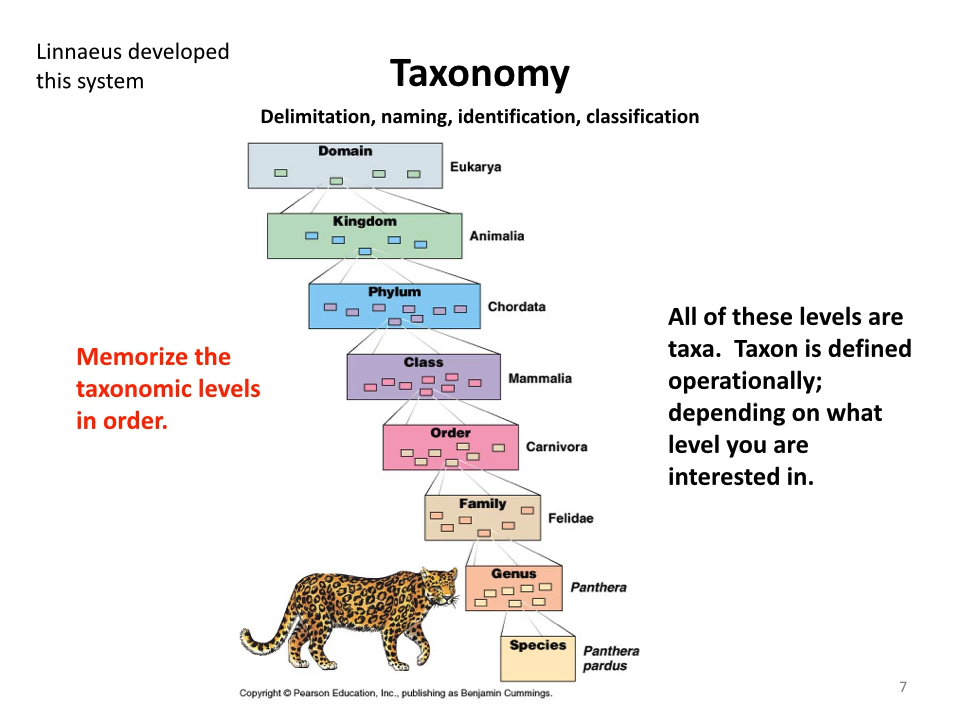 Linnaeus developed
this system
Taxonomy
Delimitation, naming, identification, classification
Domain
Eukarya
Kingdom
Animalia
Phylum
Chordata
Class
Mammalia
Order
Carnivora
Family
Felidae
Genus
Panthera
Species
Panthera
pardus
Memorize the
taxonomic levels
in order.
All of these levels are
taxa.  Taxon is defined
operationally;
depending on what
level you are
interested in.
Copyright © Pearson Education, Inc., publishing as Benjamin Cummings.
7